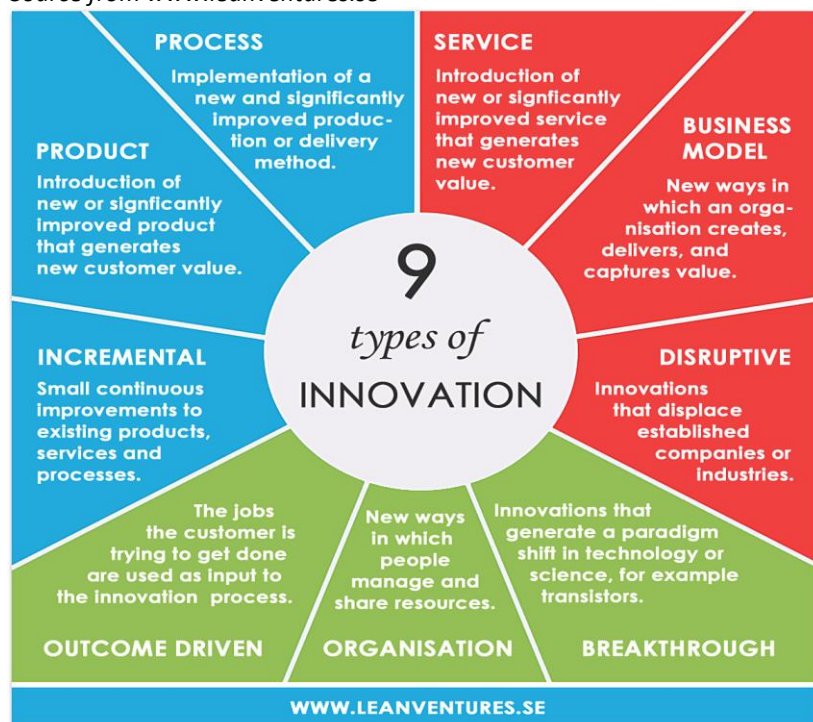 Source from www.leanventures.se
PROCESS
Implementation of a
new and significantly
improved produc-
tion or delivery
method.
SERVICE
Introduction of
new or signficantly
improved service
that generates
new customer
value.
BUSINESS
MODEL
New ways in
which an orga-
nisation creates,
delivers, and
captures value.
PRODUCT
Introduction of
new or signficantly
improved product
that generates
new customer value.
9
types of
INNOVATION
INCREMENTAL
Small continuous
improvements to
existing products,
services and
processes.
DISRUPTIVE
Innovations
that displace
established
companies or
industries.
The jobs
the customer is
trying to get done
are used as input to
the innovation process.
OUTCOME DRIVEN
New ways
in which
people
manage and
share resources.
ORGANISATION
Innovations that
generate a paradigm
shift in technology or
science, for example
transistors.
BREAKTHROUGH
WWW.LEANVENTURES.SE